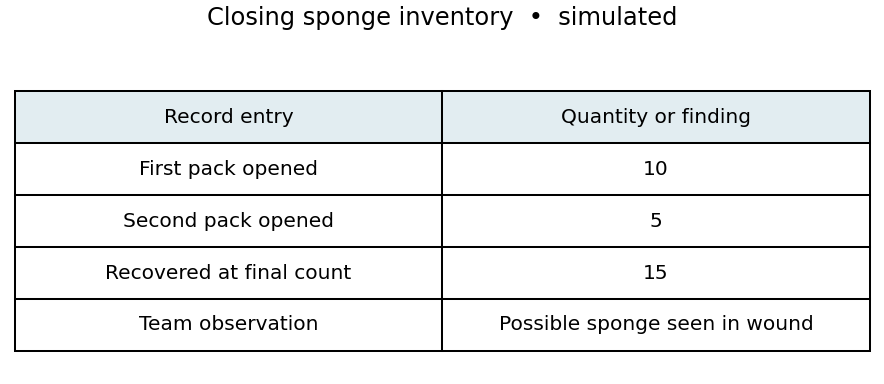 Closing sponge inventory • simulated
Record entry Quantity or finding
First pack opened 10
Second pack opened 5
Recovered at final count 15
Team observation Possible sponge seen in wound